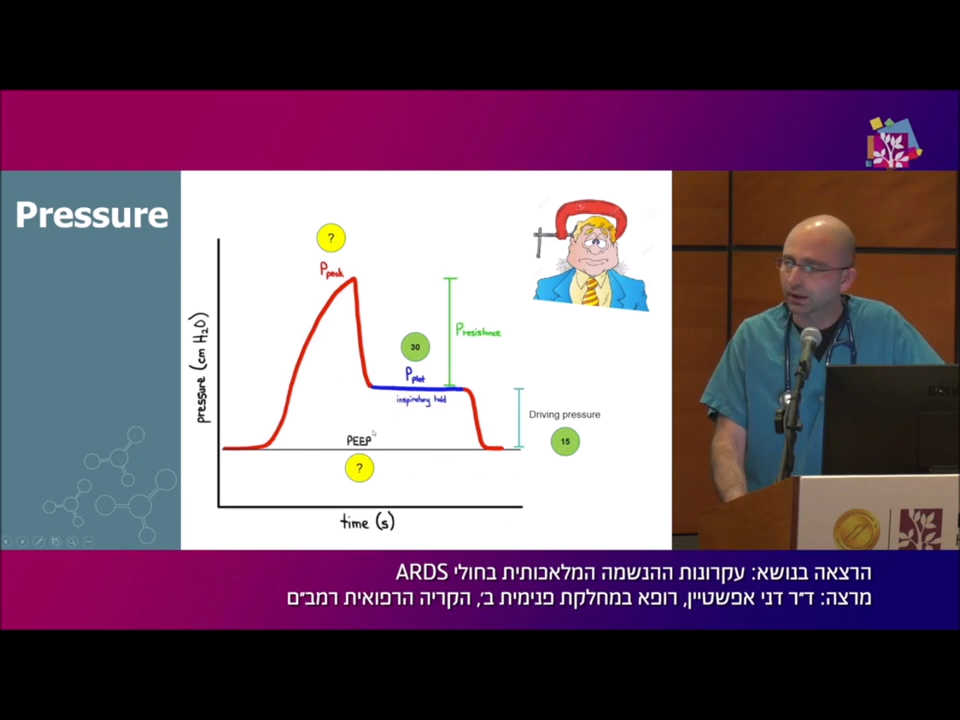 Pressure
?
Ppeak
pressure (cm H₂O)
Presistance
30
Pplat
inspiratory hold
Driving pressure
15
PEEP
?
time (s)
הרצאה בנושא: עקרונות ההנשמה המלאכותית בחולי ARDS
מרצה: ד״ר דני אפשטיין, רופא במחלקת פנימית ב׳, הקריה הרפואית רמב״ם